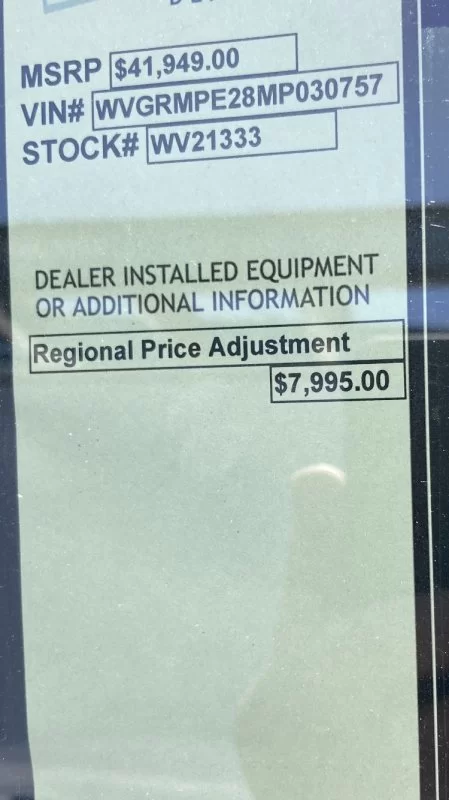 MSRP $41,949.00
VIN# WVGRMPE28MP030757
STOCK# WV21333
DEALER INSTALLED EQUIPMENT
OR ADDITIONAL INFORMATION
Regional Price Adjustment
$7,995.00